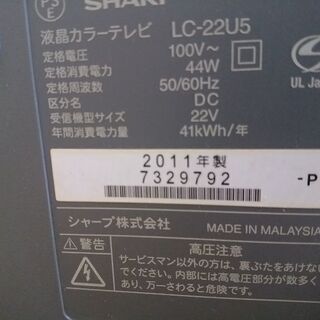 PS
E
SHARP
液晶カラーテレビ LC-22U5
定格電圧 100V~
定格消費電力 44W
定格周波数 50/60Hz
区分名 DC
受信機型サイズ 22V
年間消費電力量 41kWh/年
UL Ja
2011年製
7329792
-P
シャープ株式会社 MADE IN MALAYSIA
警告 高圧注意
サービスマン以外の方は、裏ぶたをあけない
でください。内部には高電圧部分が数多く
あり、万一さわると危険